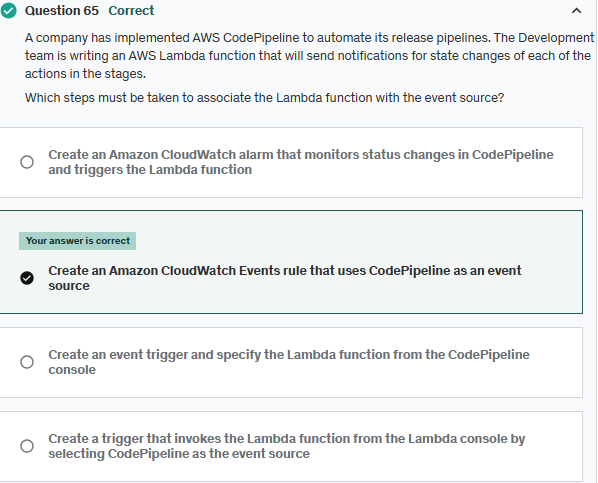 Question 65 Correct
A company has implemented AWS CodePipeline to automate its release pipelines. The Development
team is writing an AWS Lambda function that will send notifications for state changes of each of the
actions in the stages.
Which steps must be taken to associate the Lambda function with the event source?
Create an Amazon CloudWatch alarm that monitors status changes in CodePipeline
and triggers the Lambda function
Your answer is correct
Create an Amazon CloudWatch Events rule that uses CodePipeline as an event
source
Create an event trigger and specify the Lambda function from the CodePipeline
console
Create a trigger that invokes the Lambda function from the Lambda console by
selecting CodePipeline as the event source